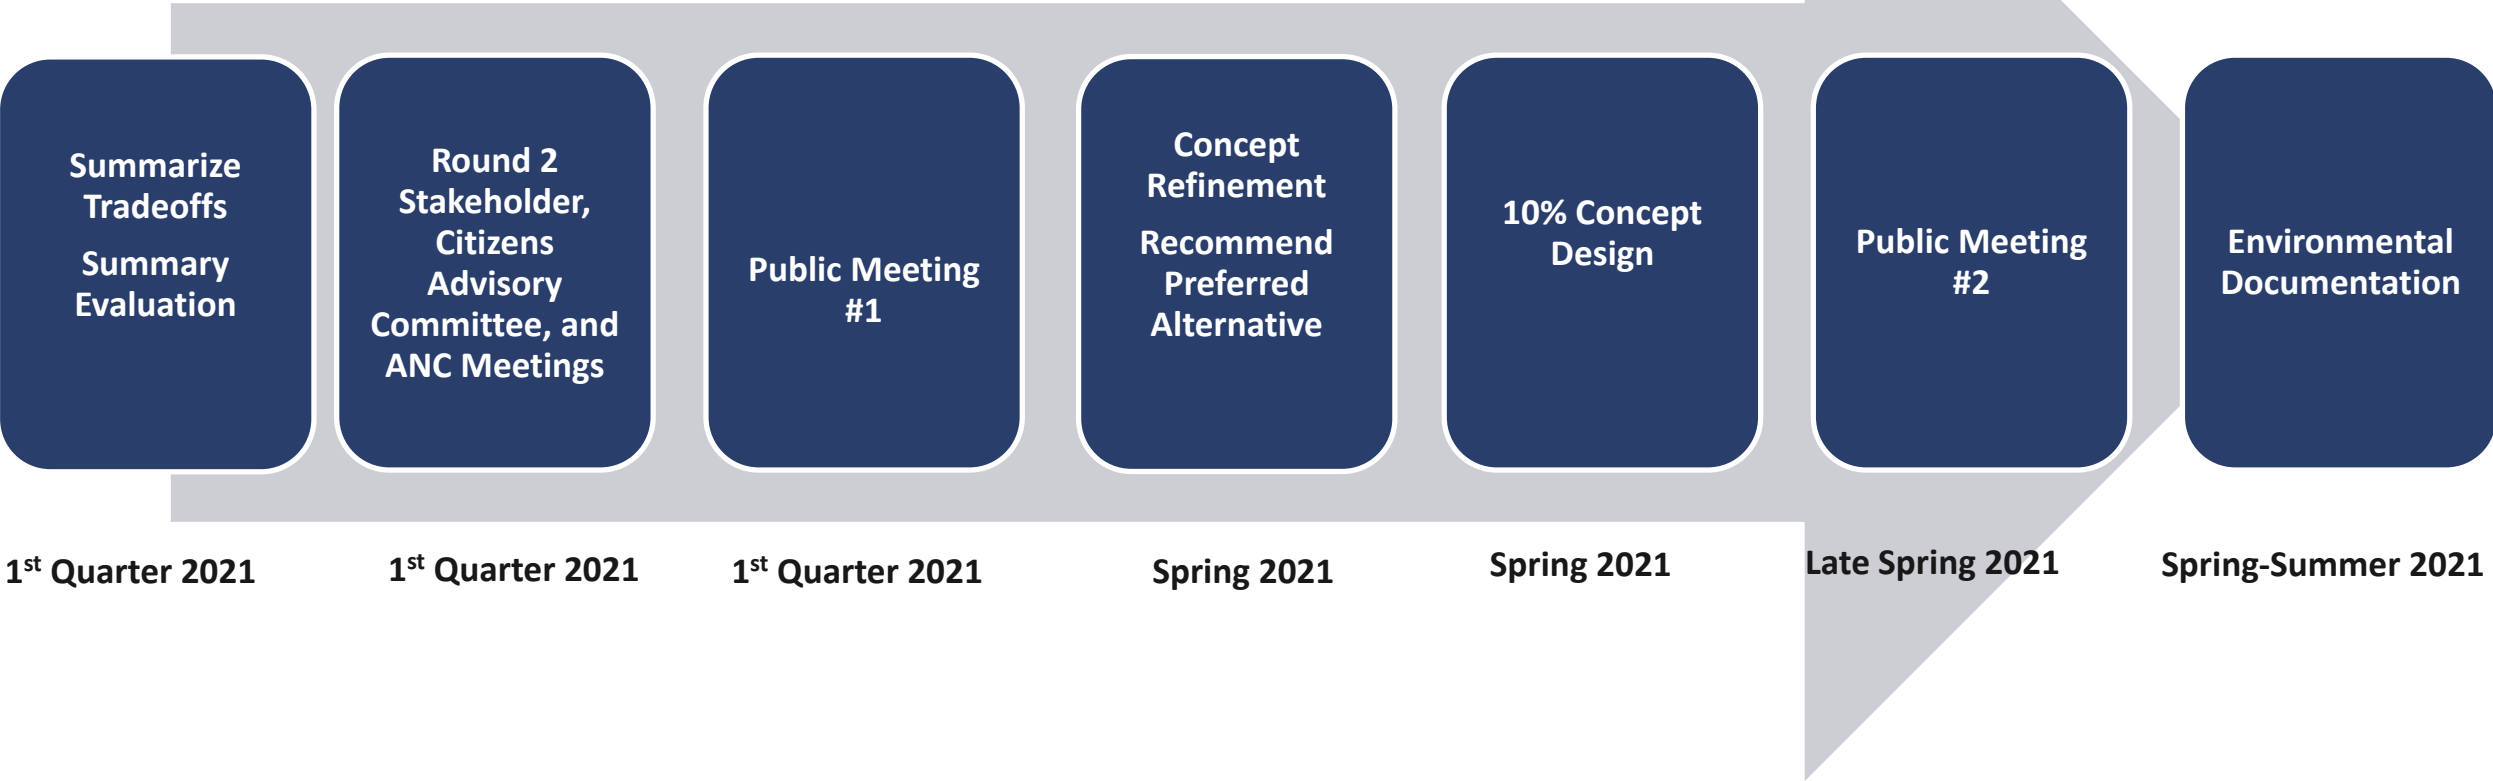 Summarize
Tradeoffs
Summary
Evaluation
Round 2
Stakeholder,
Citizens
Advisory
Committee, and
ANC Meetings
Public Meeting
#1
Concept
Refinement
Recommend
Preferred
Alternative
10% Concept
Design
Public Meeting
#2
Environmental
Documentation
1st Quarter 2021
1st Quarter 2021
1st Quarter 2021
Spring 2021
Spring 2021
Late Spring 2021
Spring-Summer 2021